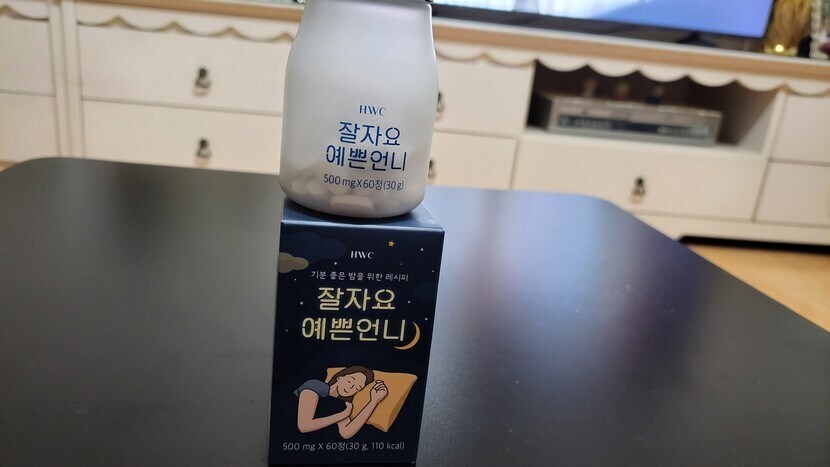 HWC
잘자요
예쁜언니
500 mg X 60정(30 g)
HWC
기분 좋은 밤을 위한 레시피
잘자요
예쁜언니
500 mg X 60정(30 g, 110 kcal)